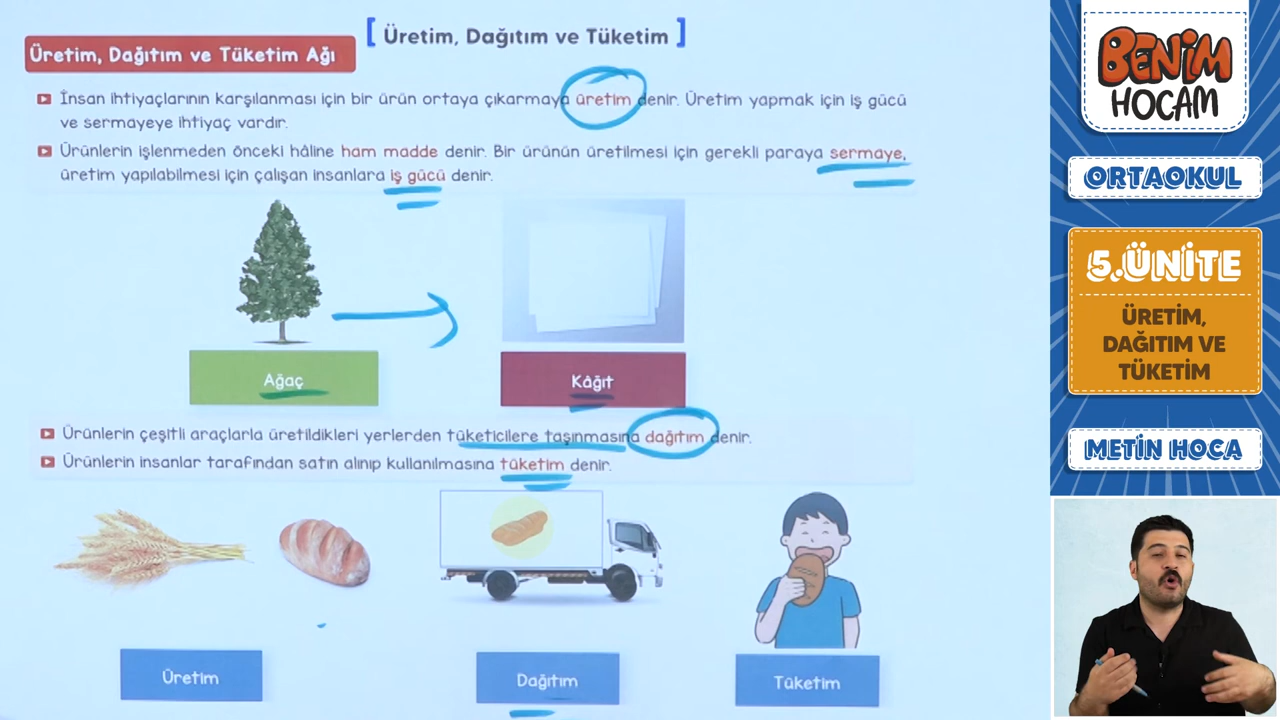 [ Üretim, Dağıtım ve Tüketim ]
Üretim, Dağıtım ve Tüketim Ağı
İnsan ihtiyaçlarının karşılanması için bir ürün ortaya çıkarmaya üretim denir. Üretim yapmak için iş gücü
ve sermayeye ihtiyaç vardır.
Ürünlerin işlenmeden önceki hâline ham madde denir. Bir ürünün üretilmesi için gerekli paraya sermaye,
üretim yapılabilmesi için çalışan insanlara iş gücü denir.
Ağaç
Kâğıt
Ürünlerin çeşitli araçlarla üretildikleri yerlerden tüketicilere taşınmasına dağıtım denir.
Ürünlerin insanlar tarafından satın alınıp kullanılmasına tüketim denir.
Üretim
Dağıtım
Tüketim
BENİM
HOCAM
ORTAOKUL
5.ÜNİTE
ÜRETİM,
DAĞITIM VE
TÜKETİM
METİN HOCA